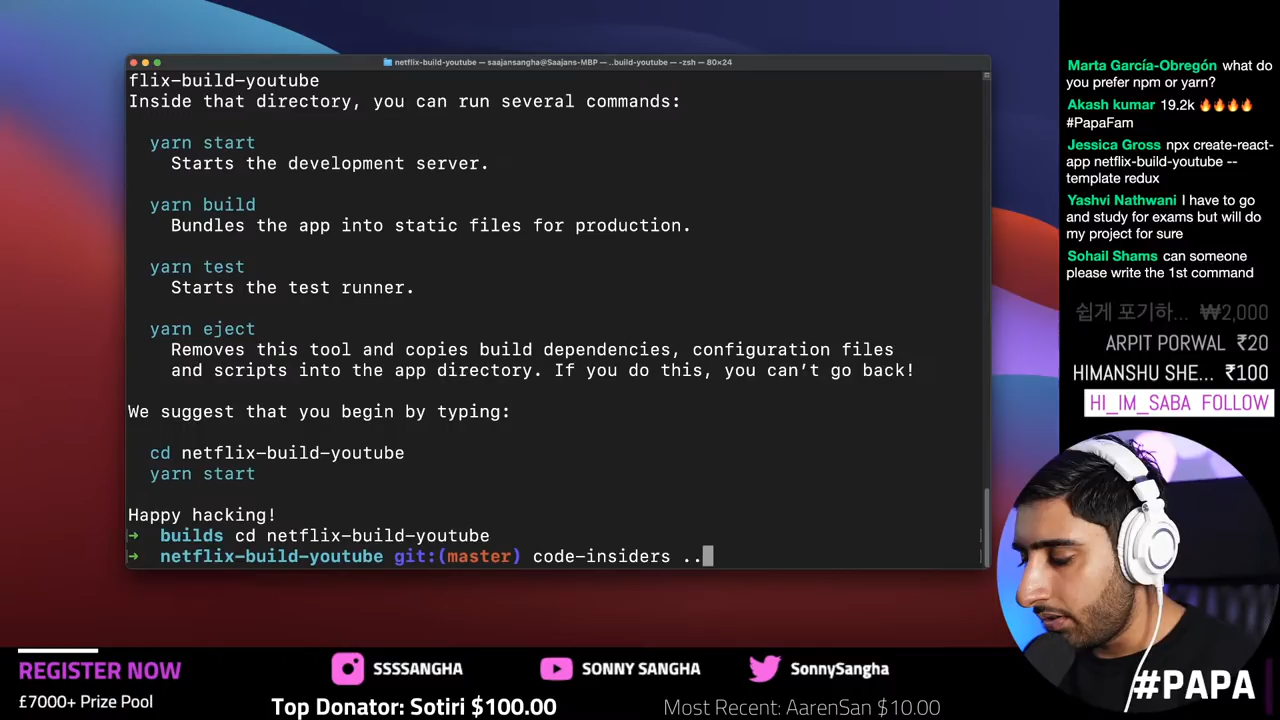 netflix-build-youtube — saajansangha@Saajans-MBP — ..build-youtube — -zsh — 80×24
flix-build-youtube
Inside that directory, you can run several commands:
yarn start
Starts the development server.
yarn build
Bundles the app into static files for production.
yarn test
Starts the test runner.
yarn eject
Removes this tool and copies build dependencies, configuration files
and scripts into the app directory. If you do this, you can’t go back!
We suggest that you begin by typing:
cd netflix-build-youtube
yarn start
Happy hacking!
➜ builds cd netflix-build-youtube
➜ netflix-build-youtube git:(master) code-insiders ..
Marta García-Obregón what do
you prefer npm or yarn?
Akash kumar 19.2k 🔥🔥🔥🔥
#PapaFam
Jessica Gross npx create-react-
app netflix-build-youtube --
template redux
Yashvi Nathwani I have to go
and study for exams but will do
my project for sure
Sohail Shams can someone
please write the 1st command
쉽게 포기하... ₩2,000
ARPIT PORWAL ₹20
HIMANSHU SHE... ₹100
HI_IM_SABA FOLLOW
#PAPA
REGISTER NOW
£7000+ Prize Pool
SSSSANGHA
SONNY SANGHA
SonnySangha
Top Donator: Sotiri $100.00
Most Recent: AarenSan $10.00